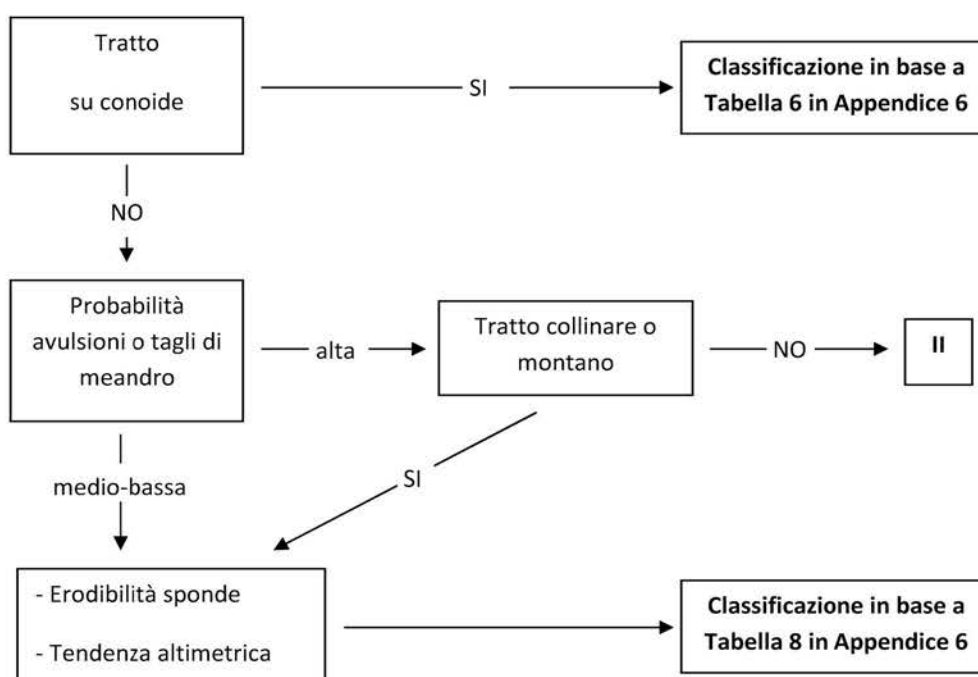 Tratto
su conoide
SI
Classificazione in base a
Tabella 6 in Appendice 6
NO
Probabilità
avulsioni o tagli di
meandro
alta
Tratto collinare o
montano
NO
II
medio-bassa
SI
- Erodibilità sponde
- Tendenza altimetrica
Classificazione in base a
Tabella 8 in Appendice 6